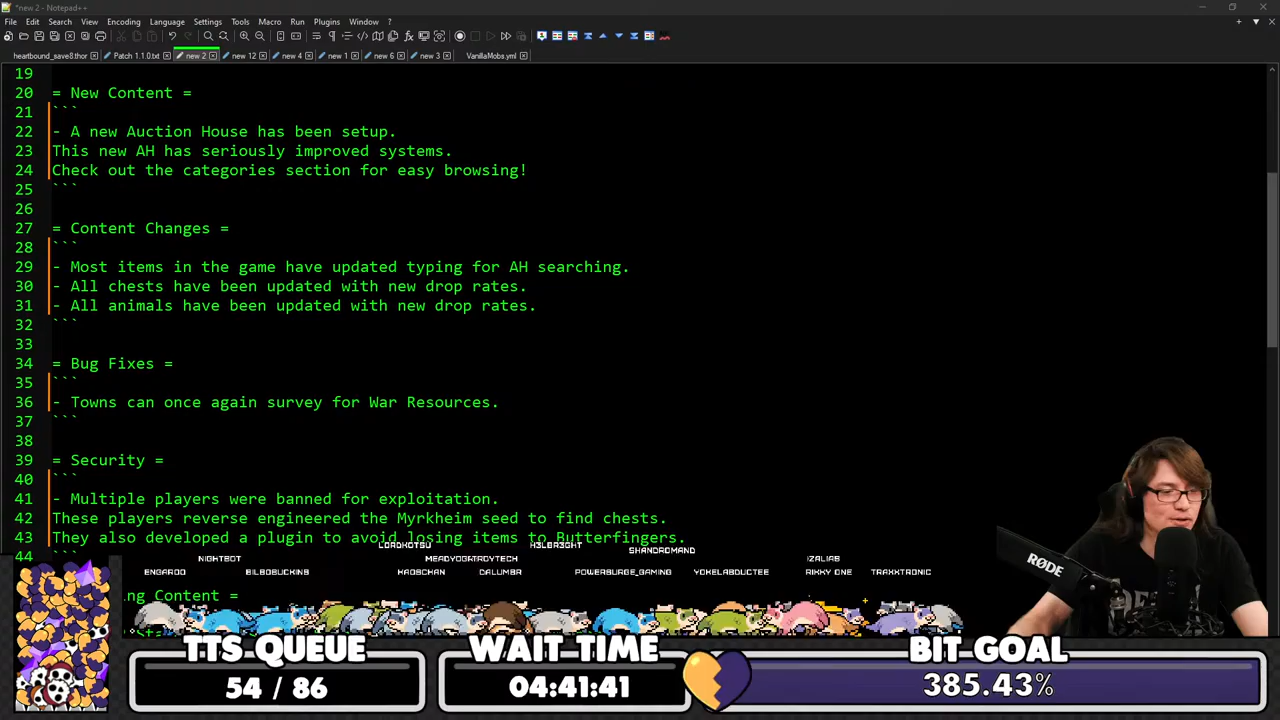 *new 2 - Notepad++
File Edit Search View Encoding Language Settings Tools Macro Run Plugins Window ?
heartbound_save8.thor Patch 1.1.0.txt new 2 new 12 new 4 new 1 new 6 new 3 VanillaMobs.yml
19
20 = New Content =
21 ```
22 - A new Auction House has been setup.
23 This new AH has seriously improved systems.
24 Check out the categories section for easy browsing!
25 ```
26
27 = Content Changes =
28 ```
29 - Most items in the game have updated typing for AH searching.
30 - All chests have been updated with new drop rates.
31 - All animals have been updated with new drop rates.
32 ```
33
34 = Bug Fixes =
35 ```
36 - Towns can once again survey for War Resources.
37 ```
38
39 = Security =
40 ```
41 - Multiple players were banned for exploitation.
42 These players reverse engineered the Myrkheim seed to find chests.
43 They also developed a plugin to avoid losing items to Butterfingers.
44 ```
LORDKOTSU H3LBR3GHT SHANDROMAND
NIGHTBOT IZALIAS
ENGAROO BILBOBUCKINS HAOSCHAN CALUMBR POWERBURGE_GAMING YOKELABDUCTEE RIKKY ONE TRAXXTRONIC
ng Content =
RØDE
TTS QUEUE
54 / 86
WAIT TIME
04:41:41
BIT GOAL
385.43%